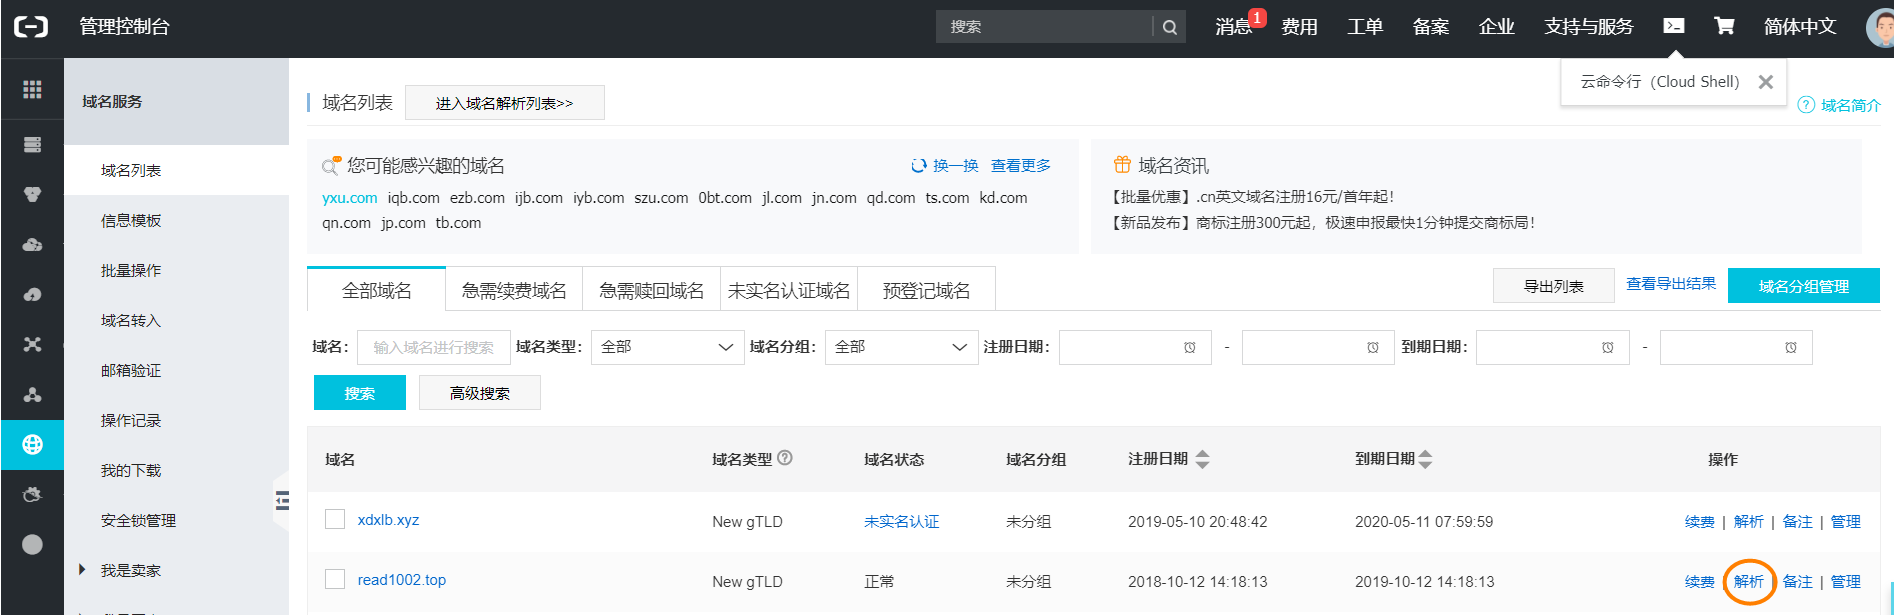 管理控制台
搜索
消息 1 费用 工单 备案 企业 支持与服务 简体中文
云命令行（Cloud Shell）
域名简介
域名服务
域名列表
信息模板
批量操作
域名转入
邮箱验证
操作记录
我的下载
安全锁管理
我是卖家
域名列表 进入域名解析列表>>
您可能感兴趣的域名 换一换 查看更多
yxu.com iqb.com ezb.com ijb.com iyb.com szu.com 0bt.com jl.com jn.com qd.com ts.com kd.com
qn.com jp.com tb.com
域名资讯
【批量优惠】.cn英文域名注册16元/首年起！
【新品发布】商标注册300元起，极速申报最快1分钟提交商标局！
全部域名 急需续费域名 急需赎回域名 未实名认证域名 预登记域名 导出列表 查看导出结果 域名分组管理
域名： 输入域名进行搜索 域名类型： 全部 域名分组： 全部 注册日期： - 到期日期： -
搜索 高级搜索
域名 域名类型 域名状态 域名分组 注册日期 到期日期 操作
xdxlb.xyz New gTLD 未实名认证 未分组 2019-05-10 20:48:42 2020-05-11 07:59:59 续费 | 解析 | 备注 | 管理
read1002.top New gTLD 正常 未分组 2018-10-12 14:18:13 2019-10-12 14:18:13 续费 | 解析 | 备注 | 管理